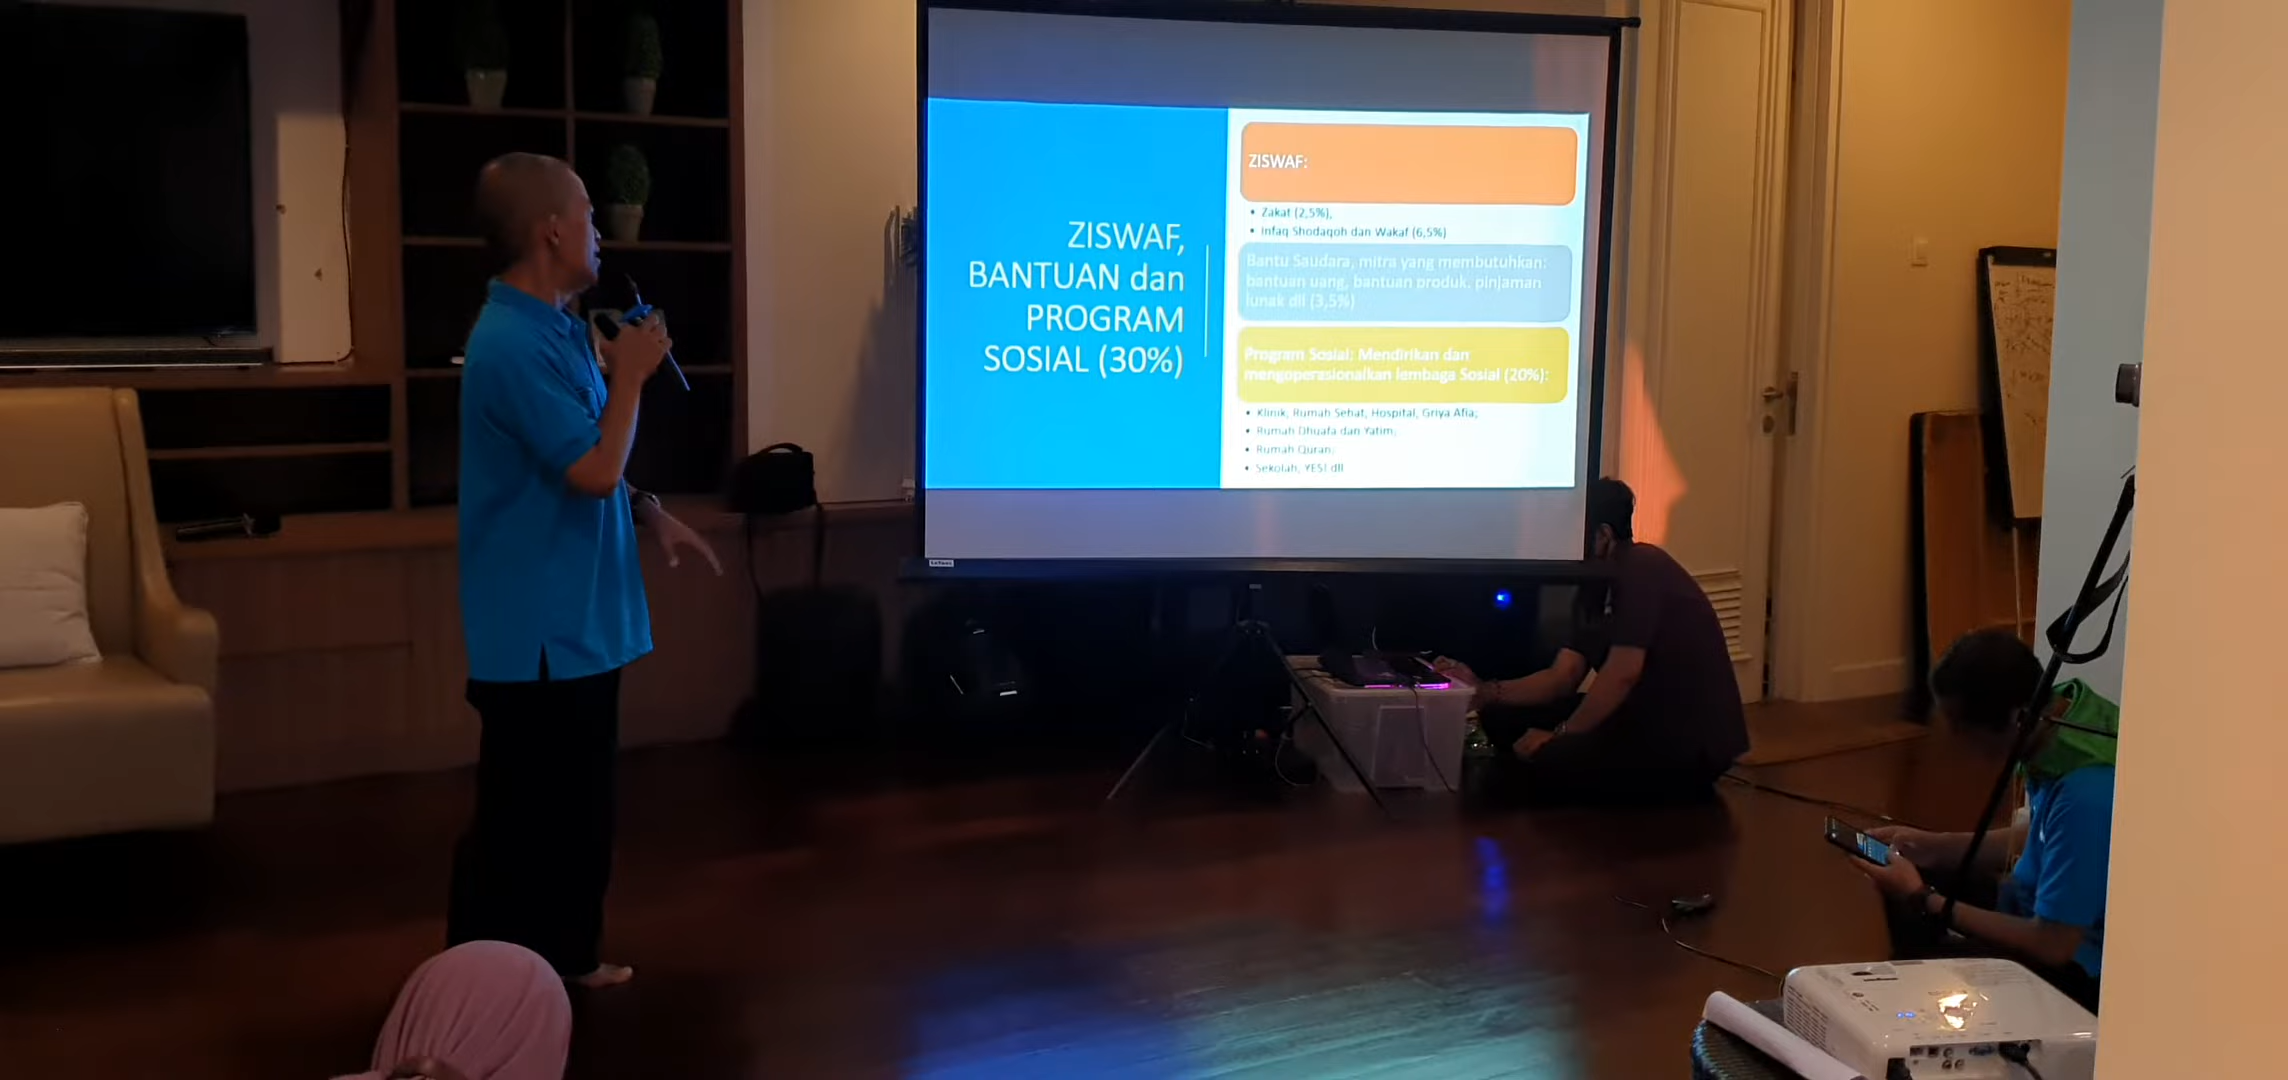 ZISWAF,
BANTUAN dan
PROGRAM
SOSIAL (30%)
ZISWAF:
• Zakat (2,5%),
• Infaq Shodaqoh dan Wakaf (6,5%)
Bantu Saudara, mitra yang membutuhkan:
bantuan uang, bantuan produk, pinjaman
lunak dll (3,5%)
Program Sosial: Mendirikan dan
mengoperasionalkan lembaga Sosial (20%):
• Klinik, Rumah Sehat, Hospital, Griya Afia;
• Rumah Dhuafa dan Yatim;
• Rumah Quran;
• Sekolah, YESI dll